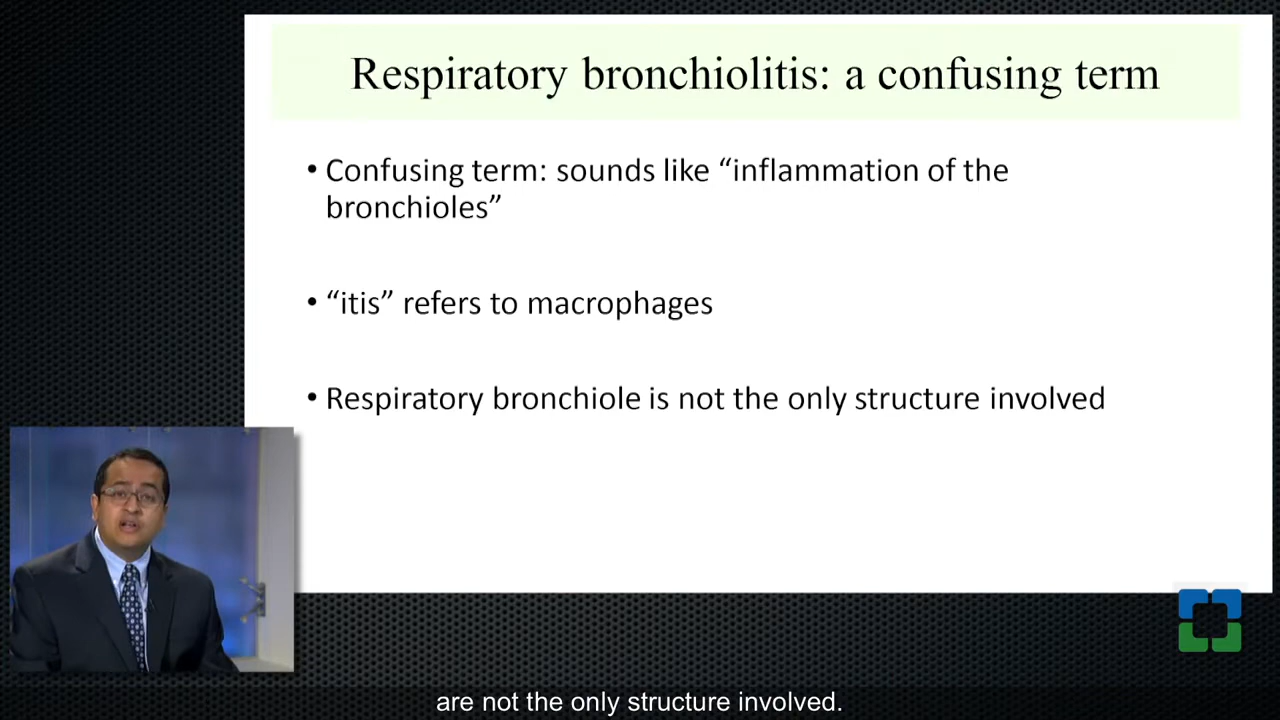 Respiratory bronchiolitis: a confusing term
• Confusing term: sounds like “inflammation of the
bronchioles”
• “itis” refers to macrophages
• Respiratory bronchiole is not the only structure involved
are not the only structure involved.